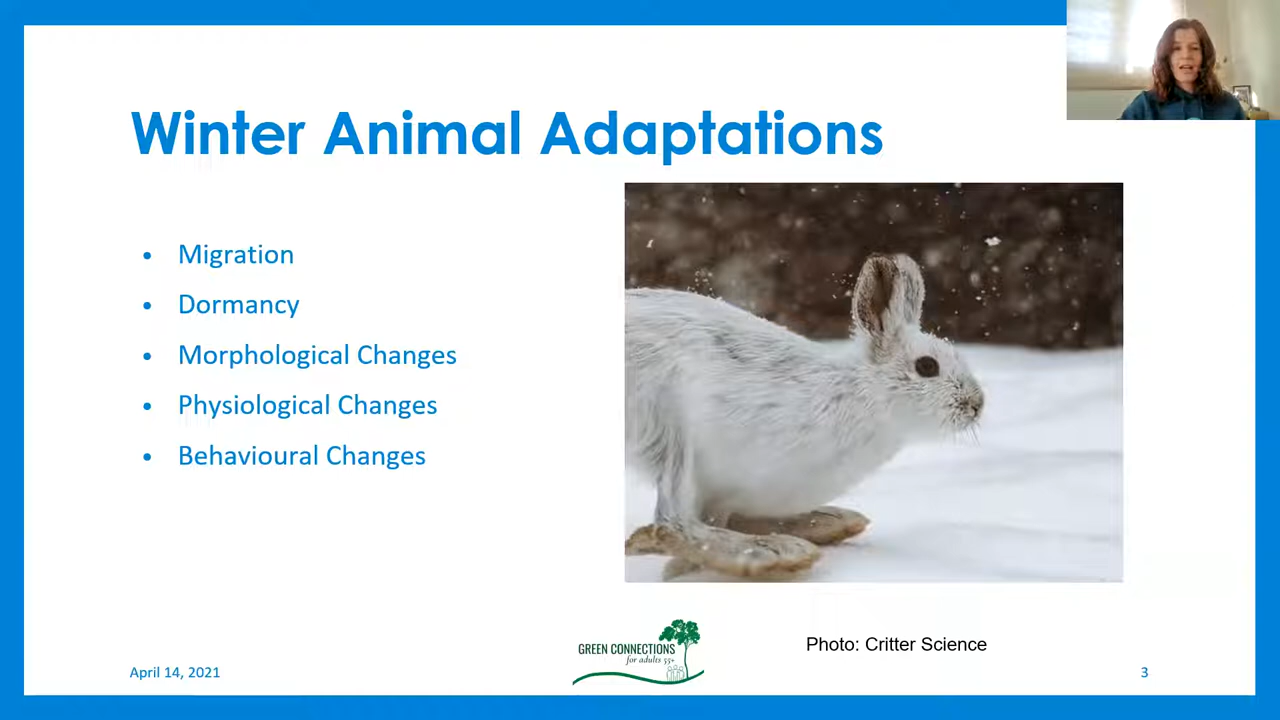 Winter Animal Adaptations
• Migration
• Dormancy
• Morphological Changes
• Physiological Changes
• Behavioural Changes
Photo: Critter Science
GREEN CONNECTIONS
for adults 55+
April 14, 2021
3